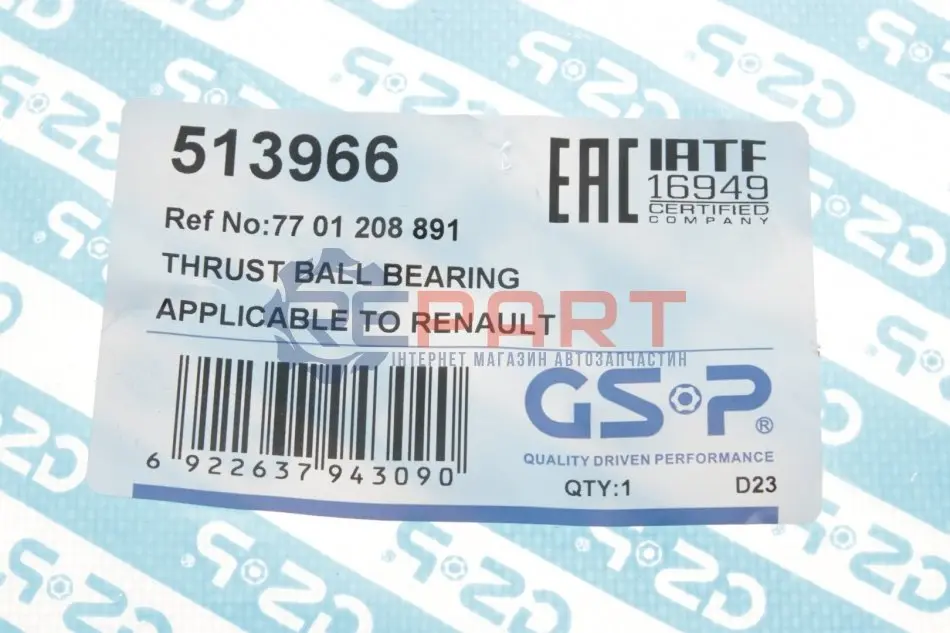 513966
EAC
IATF
16949
CERTIFIED
COMPANY
Ref No:77 01 208 891
THRUST BALL BEARING
APPLICABLE TO RENAULT
REPART
ІНТЕРНЕТ МАГАЗИН АВТОЗАПЧАСТИН
6 922637 943090
GSP®
QUALITY DRIVEN PERFORMANCE
QTY:1
D23